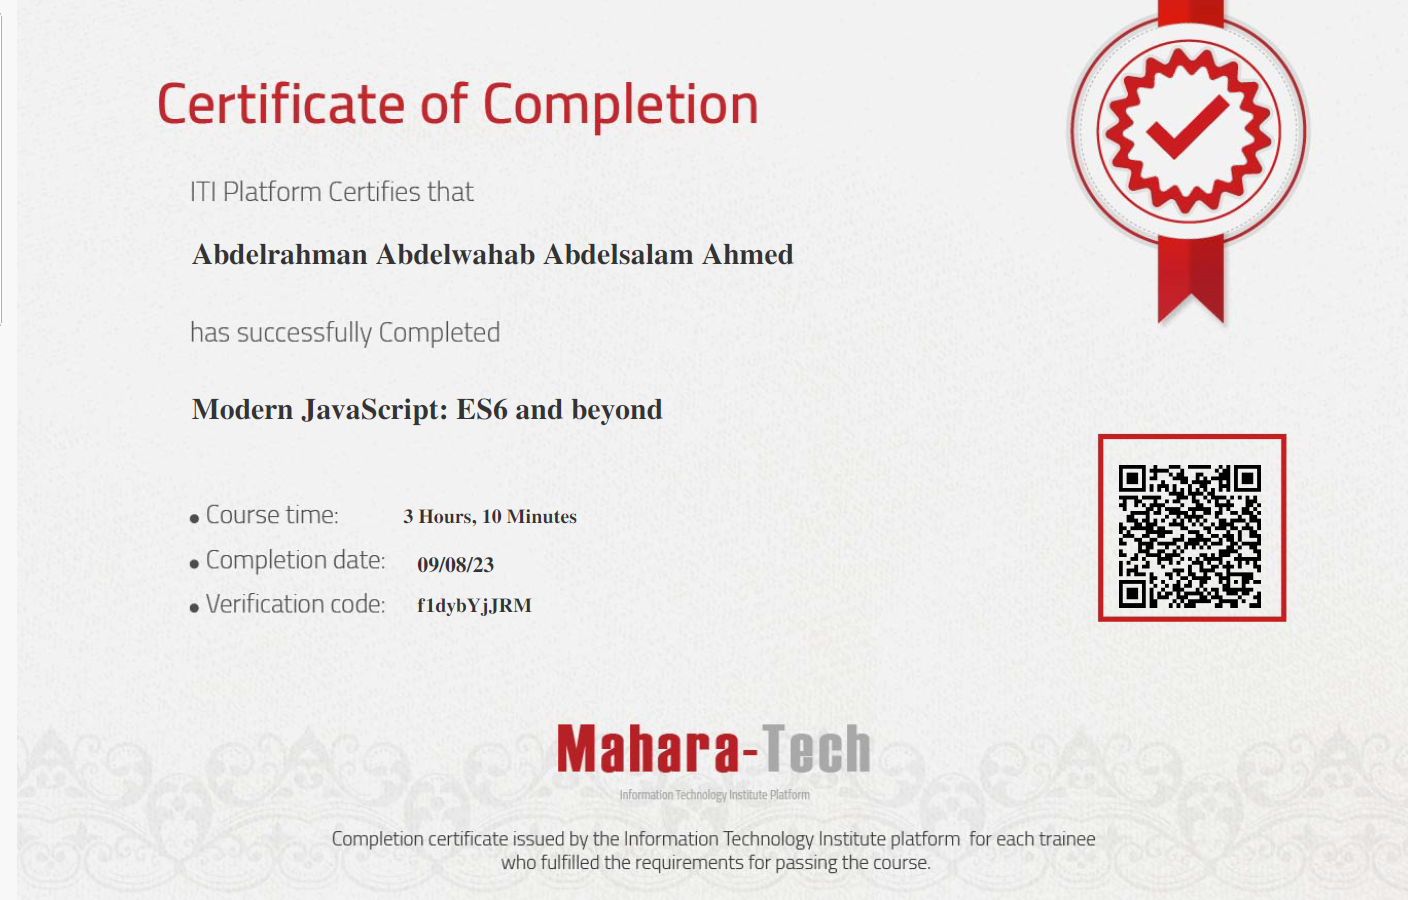 Certificate of Completion
ITI Platform Certifies that
Abdelrahman Abdelwahab Abdelsalam Ahmed
has successfully Completed
Modern JavaScript: ES6 and beyond
• Course time: 3 Hours, 10 Minutes
• Completion date: 09/08/23
• Verification code: f1dybYjJRM
Mahara-Tech
Information Technology Institute Platform
Completion certificate issued by the Information Technology Institute platform for each trainee
who fulfilled the requirements for passing the course.